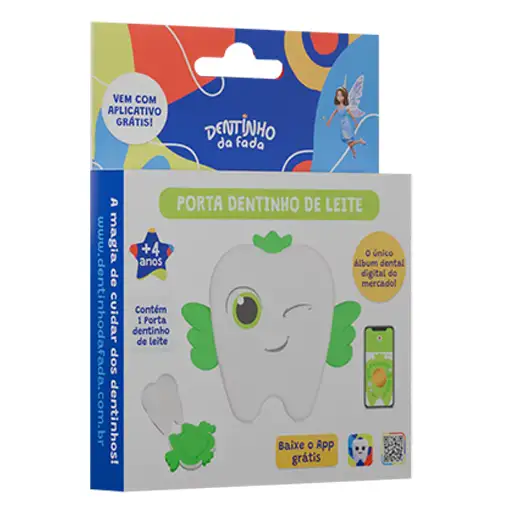 VEM COM
APLICATIVO
GRÁTIS!
DENTINHO
da fada
PORTA DENTINHO DE LEITE
+4
anos
O único
álbum dental
digital do
mercado!
Contém
1 Porta
dentinho
de leite
Baixe o App
grátis
A magia de cuidar dos dentinhos!
www.dentinhodafada.com.br